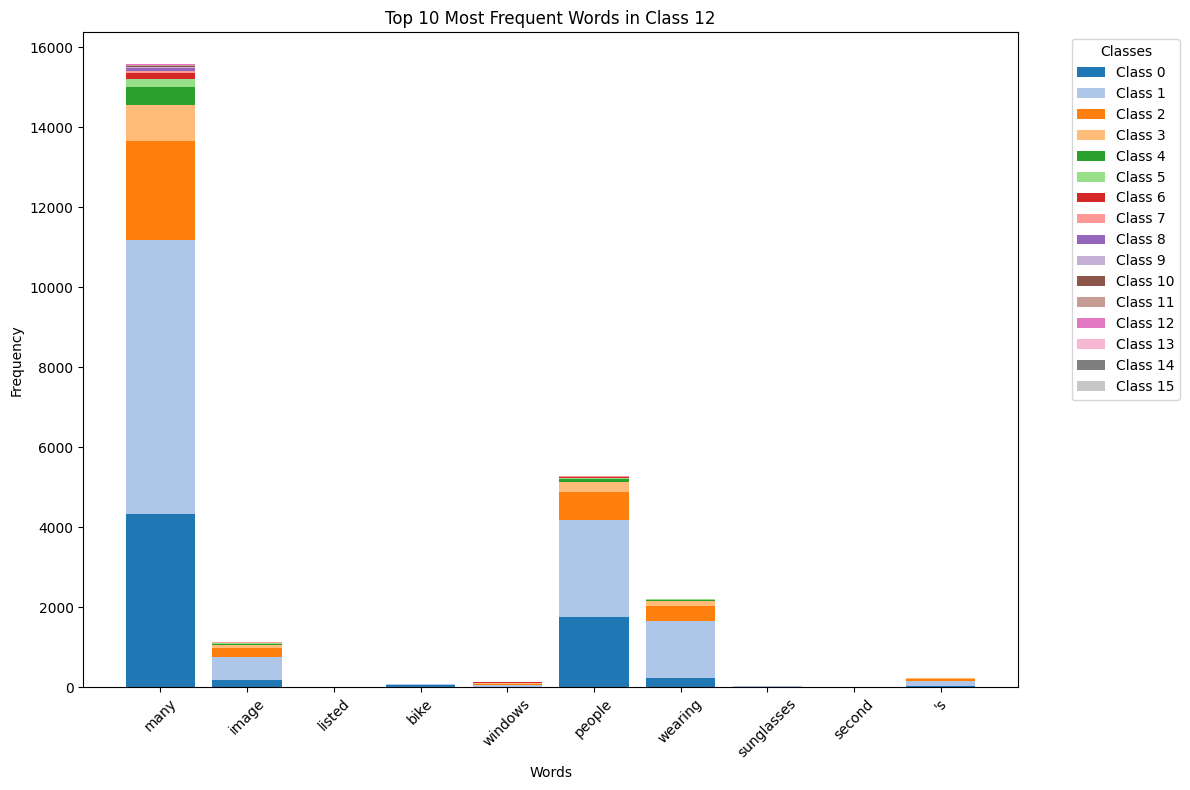 Top 10 Most Frequent Words in Class 12
Frequency
16000
14000
12000
10000
8000
6000
4000
2000
0
many
image
listed
bike
windows
people
wearing
sunglasses
second
's
Words
Classes
Class 0
Class 1
Class 2
Class 3
Class 4
Class 5
Class 6
Class 7
Class 8
Class 9
Class 10
Class 11
Class 12
Class 13
Class 14
Class 15